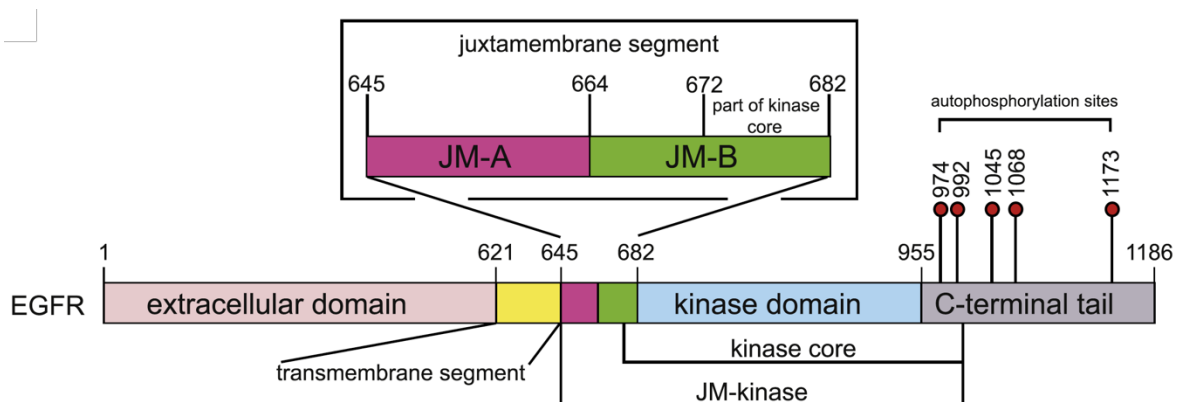 juxtamembrane segment
645 664 672 682
part of kinase
core
JM-A JM-B
autophosphorylation sites
974 992 1045 1068 1173
1 621 645 682 955 1186
EGFR extracellular domain kinase domain C-terminal tail
kinase core
transmembrane segment
JM-kinase